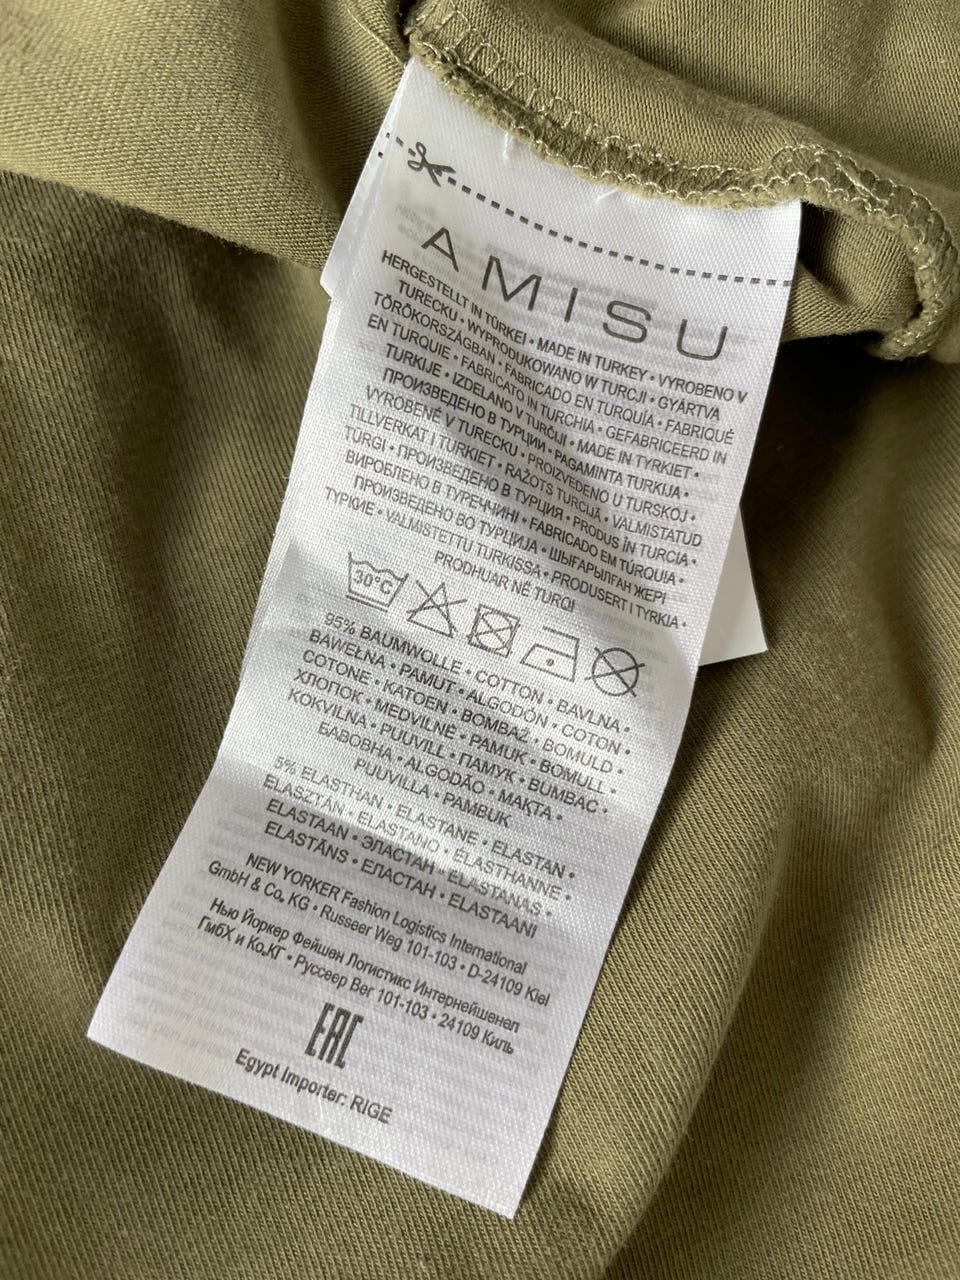 AMISU
HERGESTELLT IN TÜRKEI • MADE IN TURKEY • VYROBENO V
TURECKU • WYPRODUKOWANO W TURCJI • GYÁRTVA
TÖRÖKORSZÁGBAN • FABRICADO EN TURQUÍA • FABRIQUÉ
EN TURQUIE • FABRICATO IN TURCHIA • GEFABRICEERD IN
TURKIJE • IZDELANO V TURČIJI • MADE IN TYRKIET •
ПРОИЗВЕДЕНО В ТУРЦИИ • PAGAMINTA TURKIJA •
VYROBENÉ V TURECKU • PROIZVEDENO U TURSKOJ •
TILLVERKAT I TURKIET • RAŽOTS TURCIJĀ • VALMISTATUD
TURGI • ПРОИЗВЕДЕНО В ТУРЦИЯ • PRODUS ÎN TURCIA •
ВИРОБЛЕНО В ТУРЕЧЧИНІ • FABRICADO EM TÚRQUIA •
ПРОИЗВЕДЕНО ВО ТУРЦИЈА • ШЫҒАРЫЛҒАН ЖЕРІ
ТҮРКИЕ • VALMISTETTU TURKISSA • PRODUSERT I TYRKIA •
PRODHUAR NË TURQI
30°C
95% BAUMWOLLE • COTTON • BAVLNA •
BAWEŁNA • PAMUT • ALGODÓN • COTON •
COTONE • KATOEN • BOMBAŽ • BOMULD •
ХЛОПОК • MEDVILNĖ • PAMUK • BOMULL •
KOKVILNA • PUUVILL • ПАМУК • BUMBAC •
БАВОВНА • ALGODÃO • МАҚТА •
PUUVILLA • PAMBUK
5% ELASTHAN • ELASTANE • ELASTAN •
ELASZTÁN • ELASTANO • ELASTHANNE •
ELASTAAN • ЭЛАСТАН • ELASTANAS •
ELASTĀNS • ЕЛАСТАН • ELASTAANI
NEW YORKER Fashion Logistics International
GmbH & Co. KG • Russeer Weg 101-103 • D-24109 Kiel
Нью Йоркер Фейшен Логистикс Интернейшенел
ГмбХ и Ко.КГ • Руссеер Вег 101-103 • 24109 Киль
EAC
Egypt Importer: RIGE